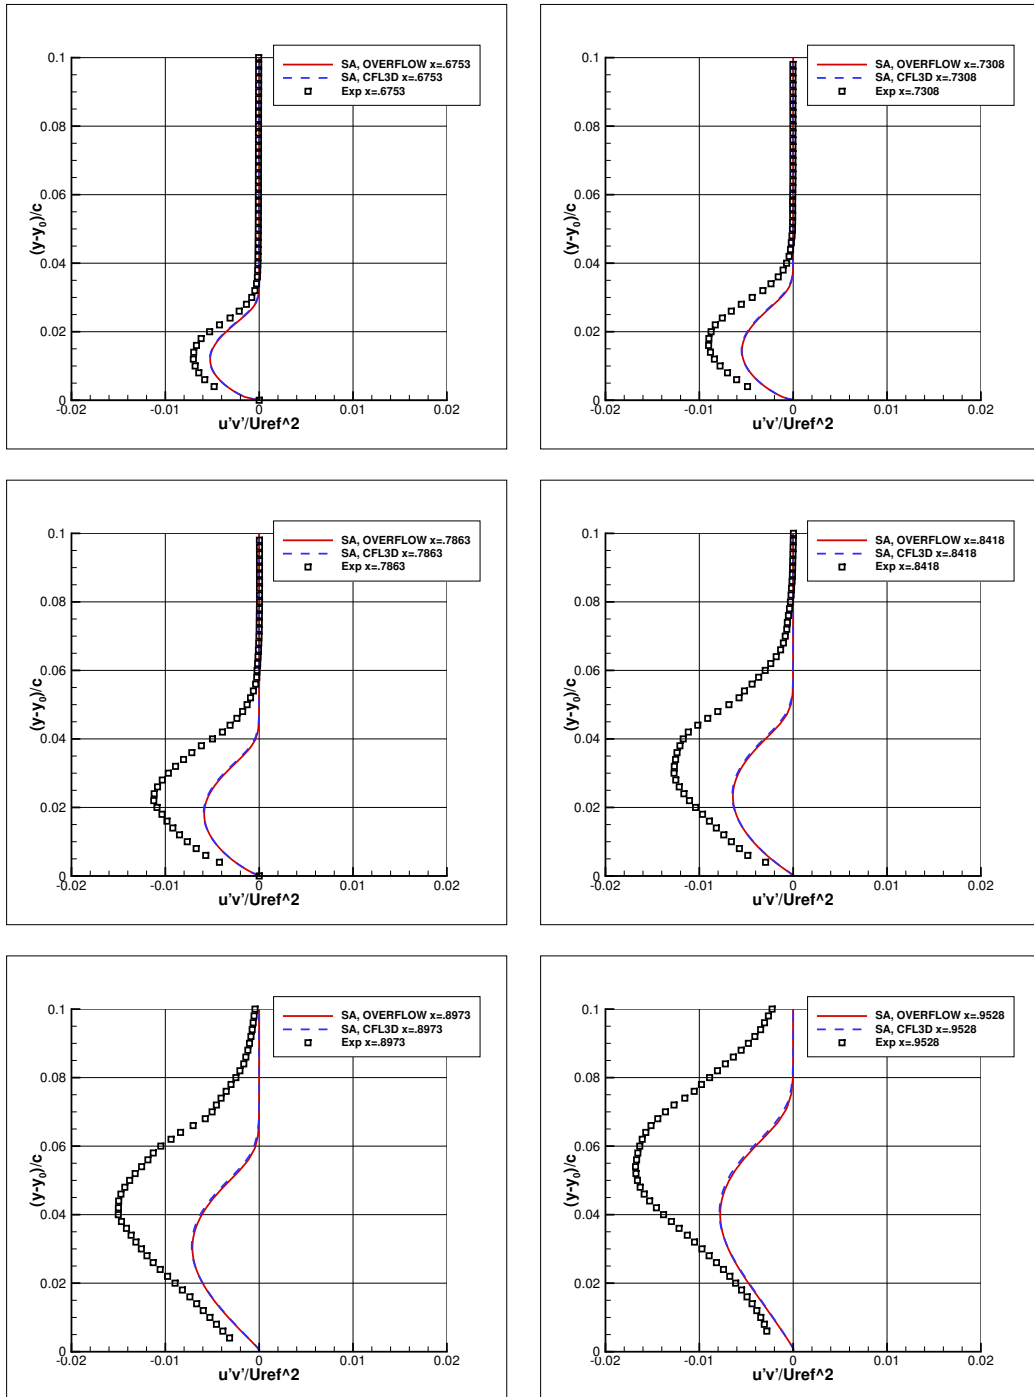 SA, OVERFLOW x=.6753
SA, CFL3D x=.6753
Exp x=.6753
0.1
0.08
0.06
0.04
0.02
0
(y-y0)/c
-0.02 -0.01 0 0.01 0.02
u'v'/Uref^2
SA, OVERFLOW x=.7308
SA, CFL3D x=.7308
Exp x=.7308
0.1
0.08
0.06
0.04
0.02
0
(y-y0)/c
-0.02 -0.01 0 0.01 0.02
u'v'/Uref^2
SA, OVERFLOW x=.7863
SA, CFL3D x=.7863
Exp x=.7863
0.1
0.08
0.06
0.04
0.02
0
(y-y0)/c
-0.02 -0.01 0 0.01 0.02
u'v'/Uref^2
SA, OVERFLOW x=.8418
SA, CFL3D x=.8418
Exp x=.8418
0.1
0.08
0.06
0.04
0.02
0
(y-y0)/c
-0.02 -0.01 0 0.01 0.02
u'v'/Uref^2
SA, OVERFLOW x=.8973
SA, CFL3D x=.8973
Exp x=.8973
0.1
0.08
0.06
0.04
0.02
0
(y-y0)/c
-0.02 -0.01 0 0.01 0.02
u'v'/Uref^2
SA, OVERFLOW x=.9528
SA, CFL3D x=.9528
Exp x=.9528
0.1
0.08
0.06
0.04
0.02
0
(y-y0)/c
-0.02 -0.01 0 0.01 0.02
u'v'/Uref^2